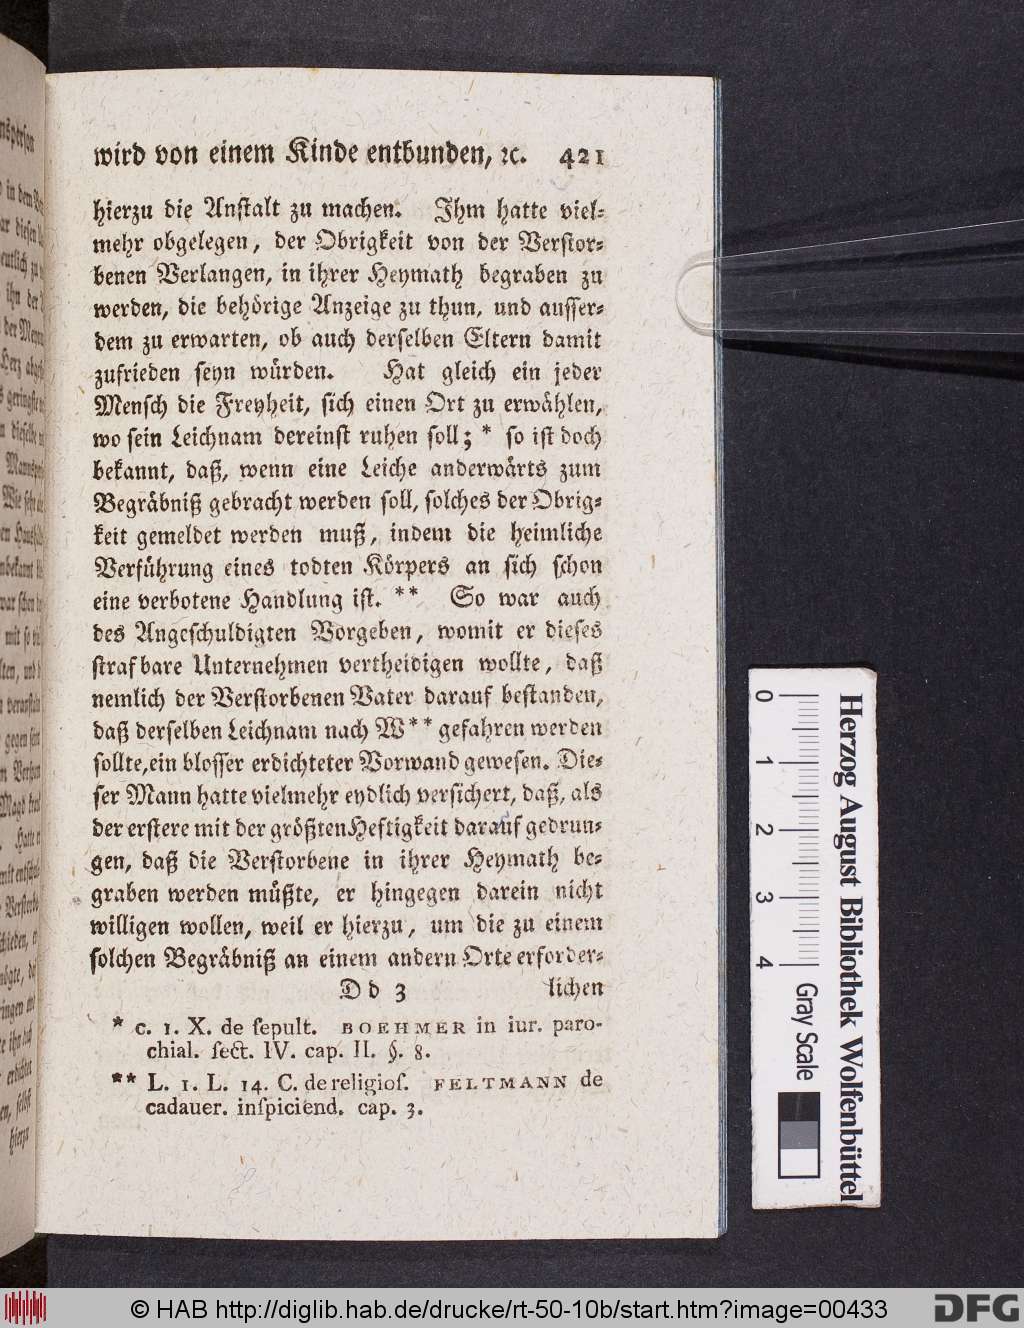 wird von einem Kinde entbunden, ꝛc. 421
hierzu die Anſtalt zu machen. Ihm hatte viel⸗
mehr obgelegen, der Obrigkeit von der Verſtor⸗
benen Verlangen, in ihrer Heymath begraben zu
werden, die behörige Anzeige zu thun, und auſſer⸗
dem zu erwarten, ob auch derſelben Eltern damit
zufrieden ſeyn würden. Hat gleich ein jeder
Menſch die Freyheit, ſich einen Ort zu erwählen,
wo ſein Leichnam dereinſt ruhen ſoll; * ſo iſt doch
bekannt, daß, wenn eine Leiche anderwärts zum
Begräbniß gebracht werden ſoll, ſolches der Obrig⸗
keit gemeldet werden muß, indem die heimliche
Verführung eines todten Körpers an ſich ſchon
eine verbotene Handlung iſt. ** So war auch
des Angeſchuldigten Vorgeben, womit er dieſes
ſtrafbare Unternehmen vertheidigen wollte, daß
nemlich der Verſtorbenen Vater darauf beſtanden,
daß derſelben Leichnam nach W** gefahren werden
ſollte, ein bloſſer erdichteter Vorwand geweſen. Die⸗
ſer Mann hatte vielmehr eydlich verſichert, daß, als
der erſtere mit der größten Heftigkeit darauf gedrun⸗
gen, daß die Verſtorbene in ihrer Heymath be⸗
graben werden müßte, er hingegen darein nicht
willigen wollen, weil er hierzu, um die zu einem
ſolchen Begräbniß an einem andern Orte erforder⸗
D d 3 lichen
* c. 1. X. de ſepult. BOEHMER in iur. paro-
chial. ſect. IV. cap. II. §. 8.
** L. 1. L. 14. C. de religioſ. FELTMANN de
cadauer. inſpiciend. cap. 3.
0 1 2 3 4 Gray Scale
Herzog August Bibliothek Wolfenbüttel
© HAB http://diglib.hab.de/drucke/rt-50-10b/start.htm?image=00433
DFG